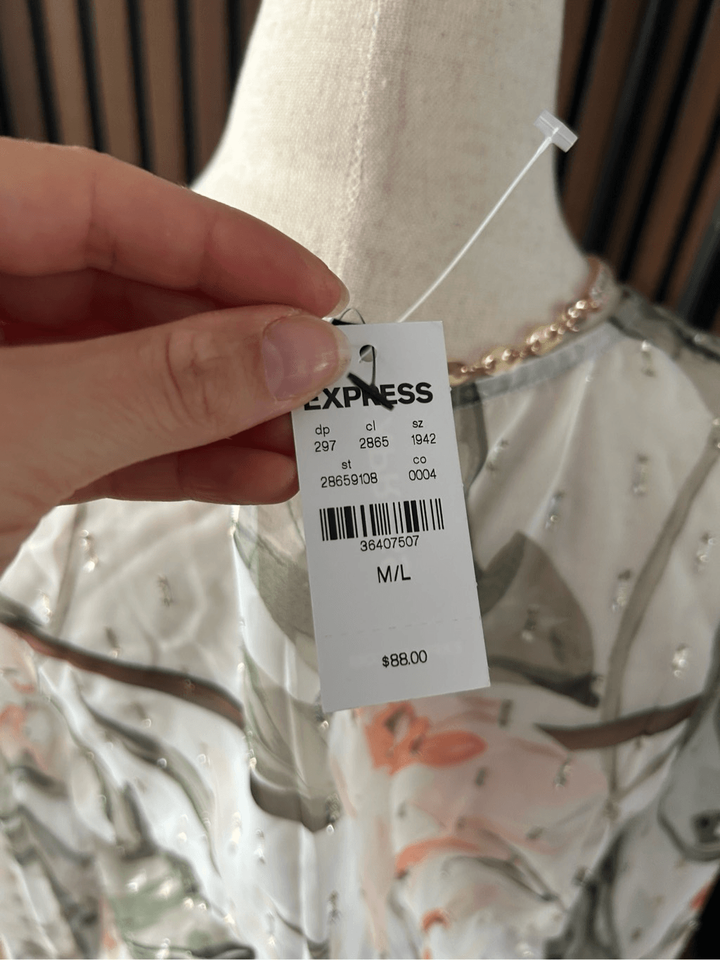 EXPRESS
dp cl sz
297 2865 1942
st co
28659108 0004
36407507
M/L
$88.00